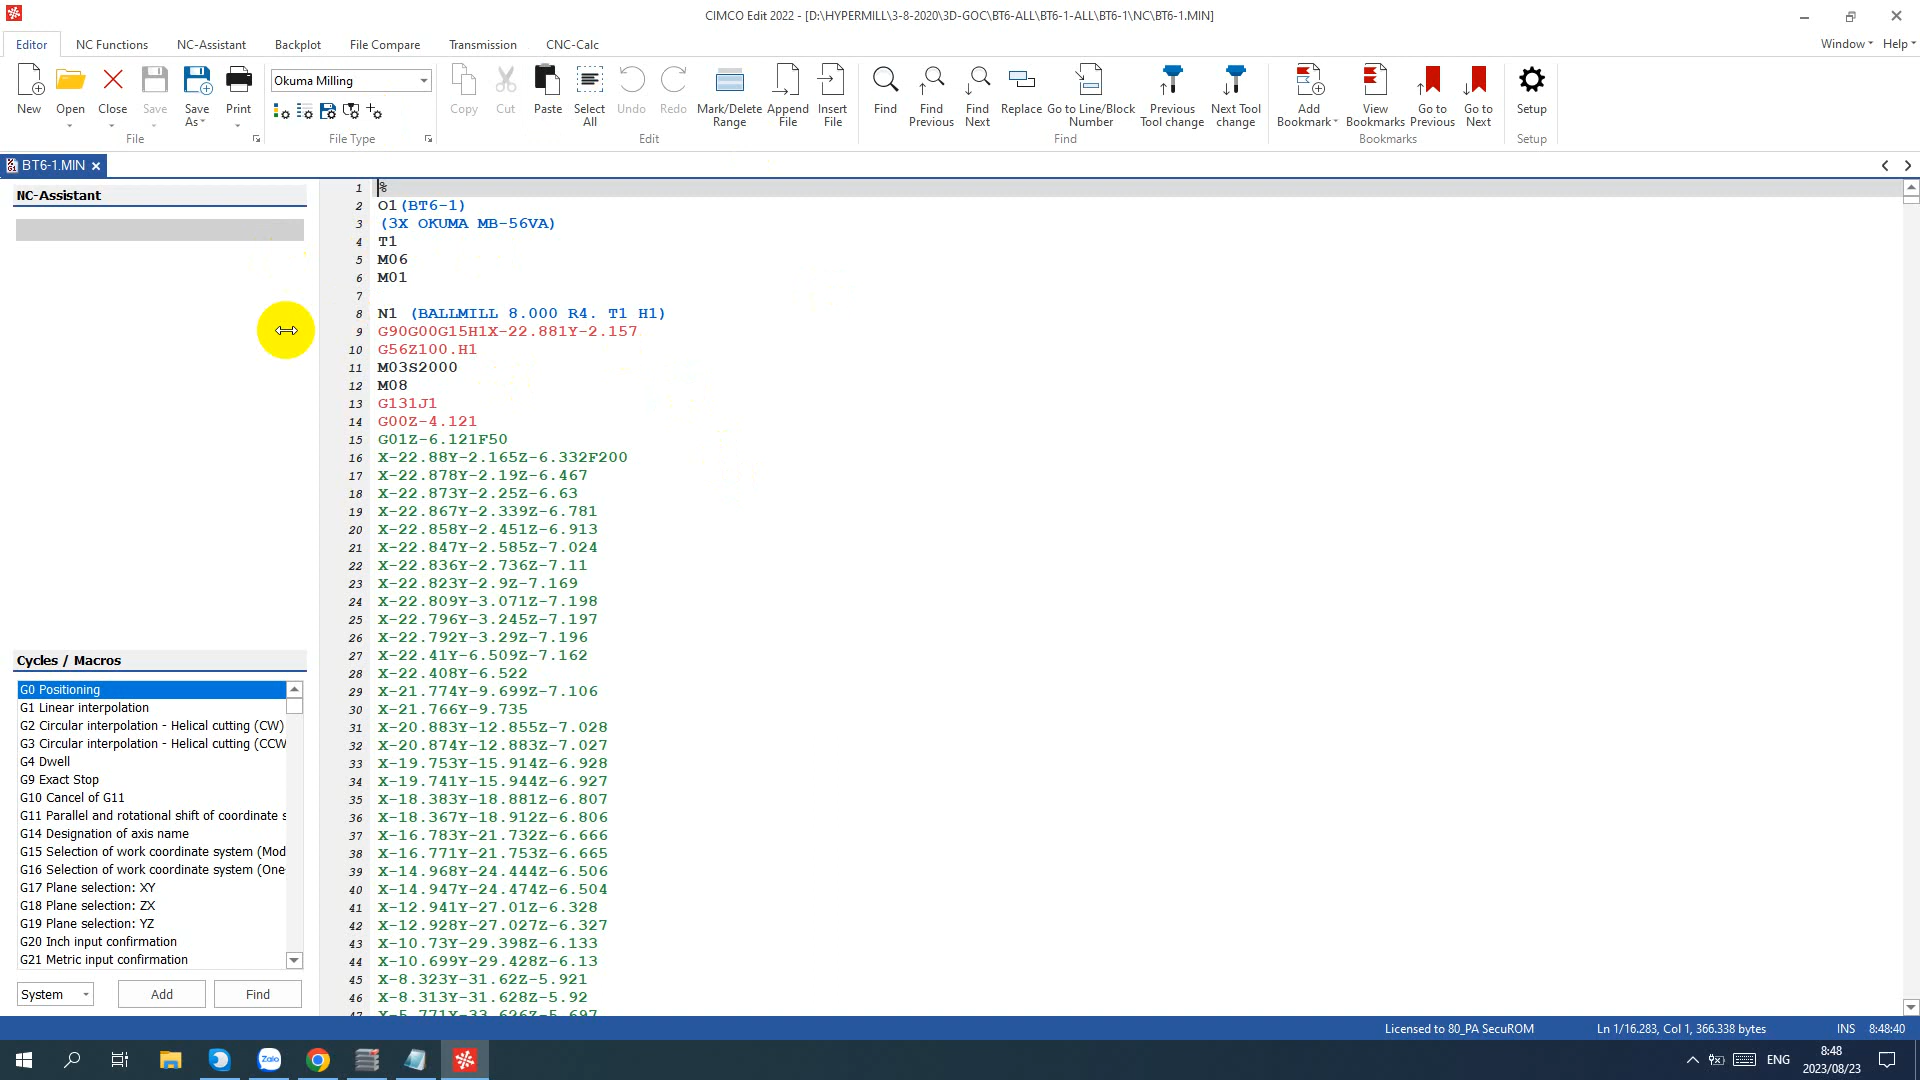 CIMCO Edit 2022 - [D:\HYPERMILL\3-8-2020\3D-GOC\BT6-ALL\BT6-1-ALL\BT6-1\NC\BT6-1.MIN]
Editor NC Functions NC-Assistant Backplot File Compare Transmission CNC-Calc Window Help
Okuma Milling
New Open Close Save Save As Print Copy Cut Paste Select All Undo Redo Mark/Delete Range Append File Insert File Find Find Previous Find Next Replace Go to Line/Block Number Previous Tool change Next Tool change Add Bookmark View Bookmarks Go to Previous Go to Next Setup
File File Type Edit Find Bookmarks Setup
BT6-1.MIN
NC-Assistant
Cycles / Macros
G0 Positioning
G1 Linear interpolation
G2 Circular interpolation - Helical cutting (CW)
G3 Circular interpolation - Helical cutting (CCW
G4 Dwell
G9 Exact Stop
G10 Cancel of G11
G11 Parallel and rotational shift of coordinate s
G14 Designation of axis name
G15 Selection of work coordinate system (Mod
G16 Selection of work coordinate system (One
G17 Plane selection: XY
G18 Plane selection: ZX
G19 Plane selection: YZ
G20 Inch input confirmation
G21 Metric input confirmation
System Add Find
1 %
2 O1(BT6-1)
3 (3X OKUMA MB-56VA)
4 T1
5 M06
6 M01
7
8 N1 (BALLMILL 8.000 R4. T1 H1)
9 G90G00G15H1X-22.881Y-2.157
10 G56Z100.H1
11 M03S2000
12 M08
13 G131J1
14 G00Z-4.121
15 G01Z-6.121F50
16 X-22.88Y-2.165Z-6.332F200
17 X-22.878Y-2.19Z-6.467
18 X-22.873Y-2.25Z-6.63
19 X-22.867Y-2.339Z-6.781
20 X-22.858Y-2.451Z-6.913
21 X-22.847Y-2.585Z-7.024
22 X-22.836Y-2.736Z-7.11
23 X-22.823Y-2.9Z-7.169
24 X-22.809Y-3.071Z-7.198
25 X-22.796Y-3.245Z-7.197
26 X-22.792Y-3.29Z-7.196
27 X-22.41Y-6.509Z-7.162
28 X-22.408Y-6.522
29 X-21.774Y-9.699Z-7.106
30 X-21.766Y-9.735
31 X-20.883Y-12.855Z-7.028
32 X-20.874Y-12.883Z-7.027
33 X-19.753Y-15.914Z-6.928
34 X-19.741Y-15.944Z-6.927
35 X-18.383Y-18.881Z-6.807
36 X-18.367Y-18.912Z-6.806
37 X-16.783Y-21.732Z-6.666
38 X-16.771Y-21.753Z-6.665
39 X-14.968Y-24.444Z-6.506
40 X-14.947Y-24.474Z-6.504
41 X-12.941Y-27.01Z-6.328
42 X-12.928Y-27.027Z-6.327
43 X-10.73Y-29.398Z-6.133
44 X-10.699Y-29.428Z-6.13
45 X-8.323Y-31.62Z-5.921
46 X-8.313Y-31.628Z-5.92
47 X-5.771Y-33.626Z-5.697
Licensed to 80_PA SecuROM Ln 1/16.283, Col 1, 366.338 bytes INS 8:48:40
Zalo ENG 8:48
2023/08/23